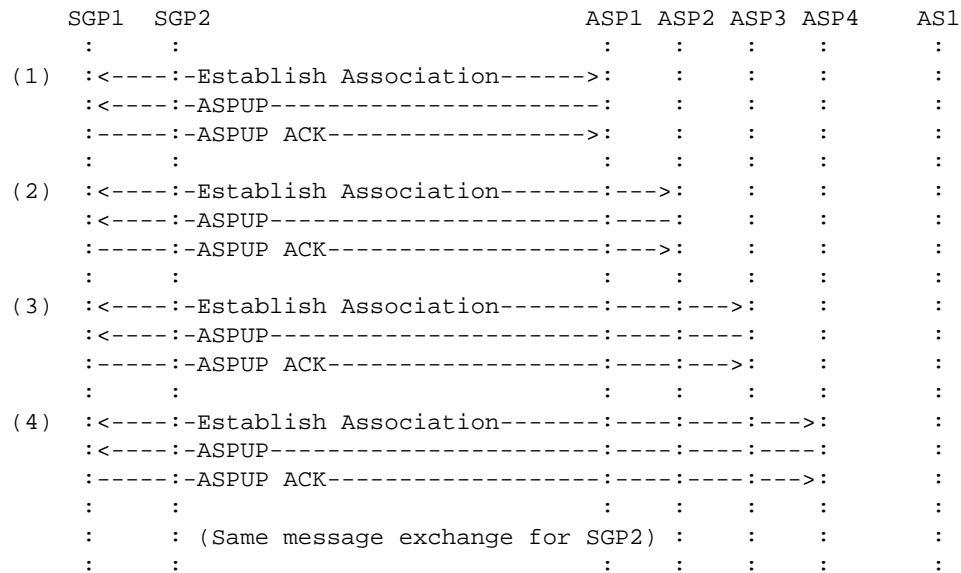 SGP1  SGP2                         ASP1 ASP2 ASP3 ASP4    AS1
      :     :                             :    :    :    :       :
(1)   :<----:-Establish Association------>:    :    :    :       :
      :<----:-ASPUP-----------------------:    :    :    :       :
      :-----:-ASPUP ACK------------------>:    :    :    :       :
      :     :                             :    :    :    :       :
(2)   :<----:-Establish Association-------:--->:    :    :       :
      :<----:-ASPUP-----------------------:----:    :    :       :
      :-----:-ASPUP ACK-------------------:--->:    :    :       :
      :     :                             :    :    :    :       :
(3)   :<----:-Establish Association-------:----:--->:    :       :
      :<----:-ASPUP-----------------------:----:----:    :       :
      :-----:-ASPUP ACK-------------------:----:--->:    :       :
      :     :                             :    :    :    :       :
(4)   :<----:-Establish Association-------:----:----:--->:       :
      :<----:-ASPUP-----------------------:----:----:----:       :
      :-----:-ASPUP ACK-------------------:----:----:--->:       :
      :     :                             :    :    :    :       :
      :     : (Same message exchange for SGP2) :    :    :       :
      :     :                             :    :    :    :       :